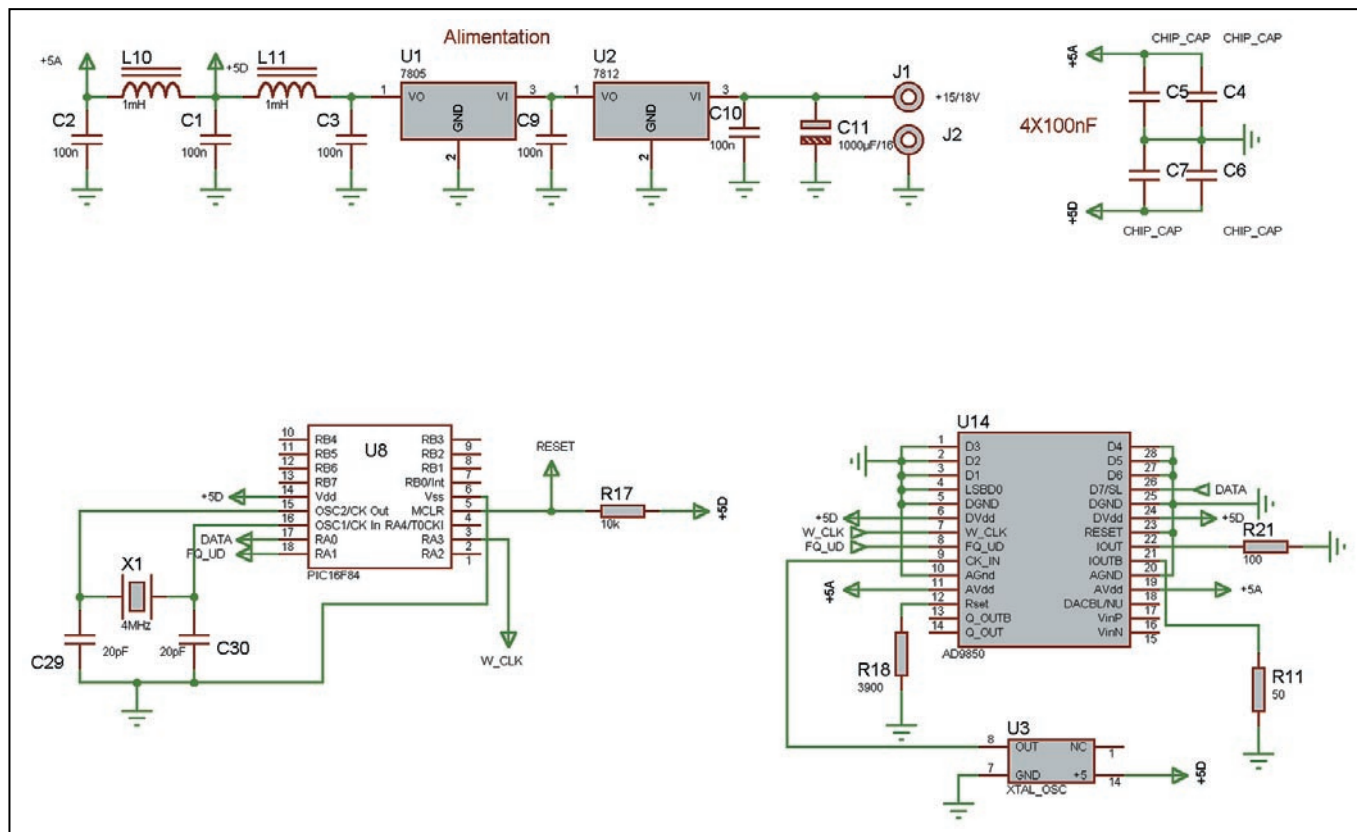 Alimentation
+5A
L10
1mH
+5D
L11
1mH
C2
100n
C1
100n
C3
100n
U1
7805
1
VO
VI
3
GND
2
C9
100n
U2
7812
1
VO
VI
3
GND
2
C10
100n
C11
1000µF/16
J1
+15/18V
J2
CHIP_CAP
CHIP_CAP
+5A
C5
C4
4X100nF
C7
C6
+5D
CHIP_CAP
CHIP_CAP
U8
10 RB4
11 RB5
12 RB6
13 RB7
14 Vdd
15 OSC2/CK Out
16 OSC1/CK In
17 RA0
18 RA1
RB3 9
RB2 8
RB1 7
RB0/Int 6
Vss 5
MCLR 4
RA4/T0CKI 3
RA3 2
RA2 1
PIC16F84
+5D
DATA
FQ_UD
X1
4MHz
C29
20pF
20pF
C30
RESET
R17
10k
+5D
W_CLK
U14
1 D3
2 D2
3 D1
4 LSBD0
5 DGND
6 DVdd
7 W_CLK
8 FQ_UD
9 CK_IN
10 AGnd
11 AVdd
12 Rset
13 Q_OUTB
14 Q_OUT
D4 28
D5 27
D6 26
D7/SL 25
DGND 24
DVdd 23
RESET 22
IOUT 21
IOUTB 20
AGND 19
AVdd 18
DACBL/NU 17
VinP 16
VinN 15
AD9850
+5D
W_CLK
FQ_UD
+5A
DATA
+5D
R21
100
+5A
R18
3900
R11
50
U3
8
OUT
NC
1
7
GND
+5
14
XTAL_OSC
+5D